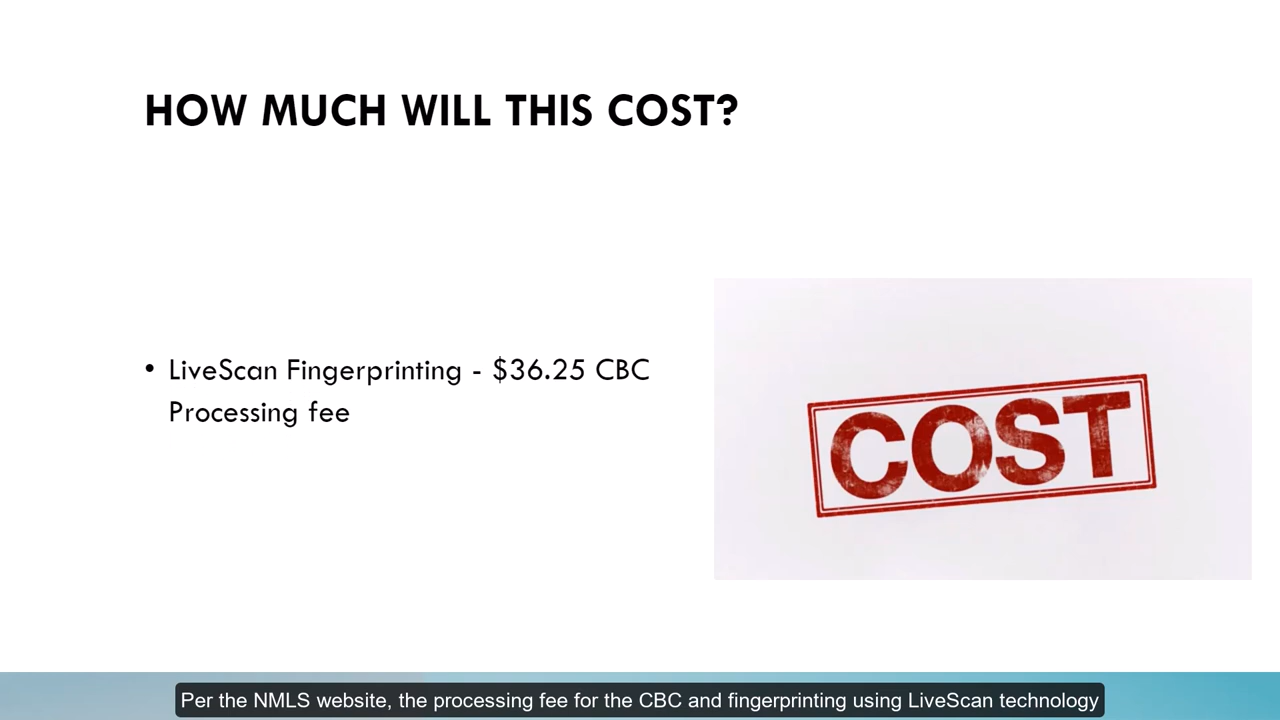 HOW MUCH WILL THIS COST?
• LiveScan Fingerprinting - $36.25 CBC
Processing fee
COST
Per the NMLS website, the processing fee for the CBC and fingerprinting using LiveScan technology